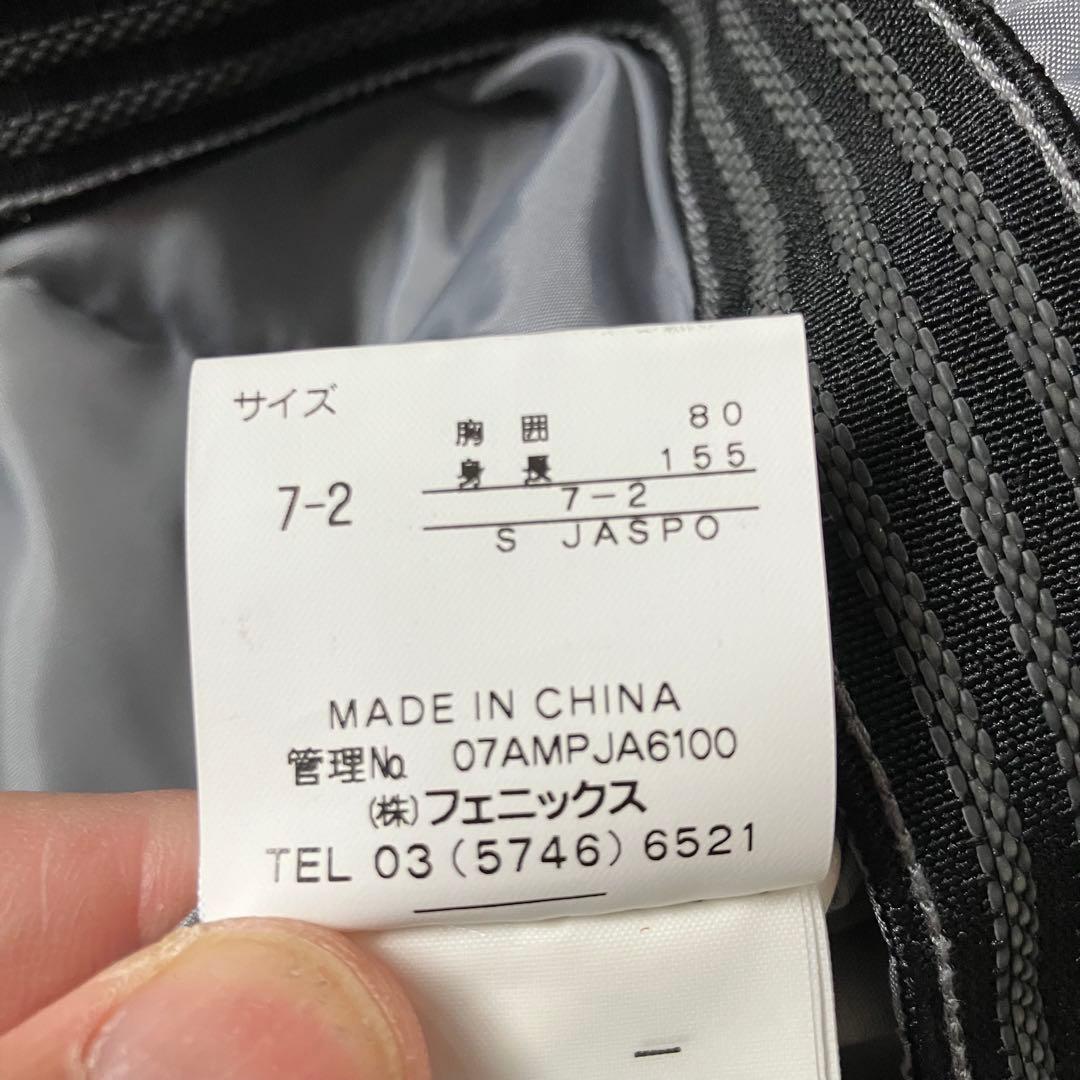 サイズ
7-2
胸 囲 80
身 長 155
7-2
S JASPO
MADE IN CHINA
管理№ 07AMPJA6100
(株)フェニックス
TEL 03(5746)6521